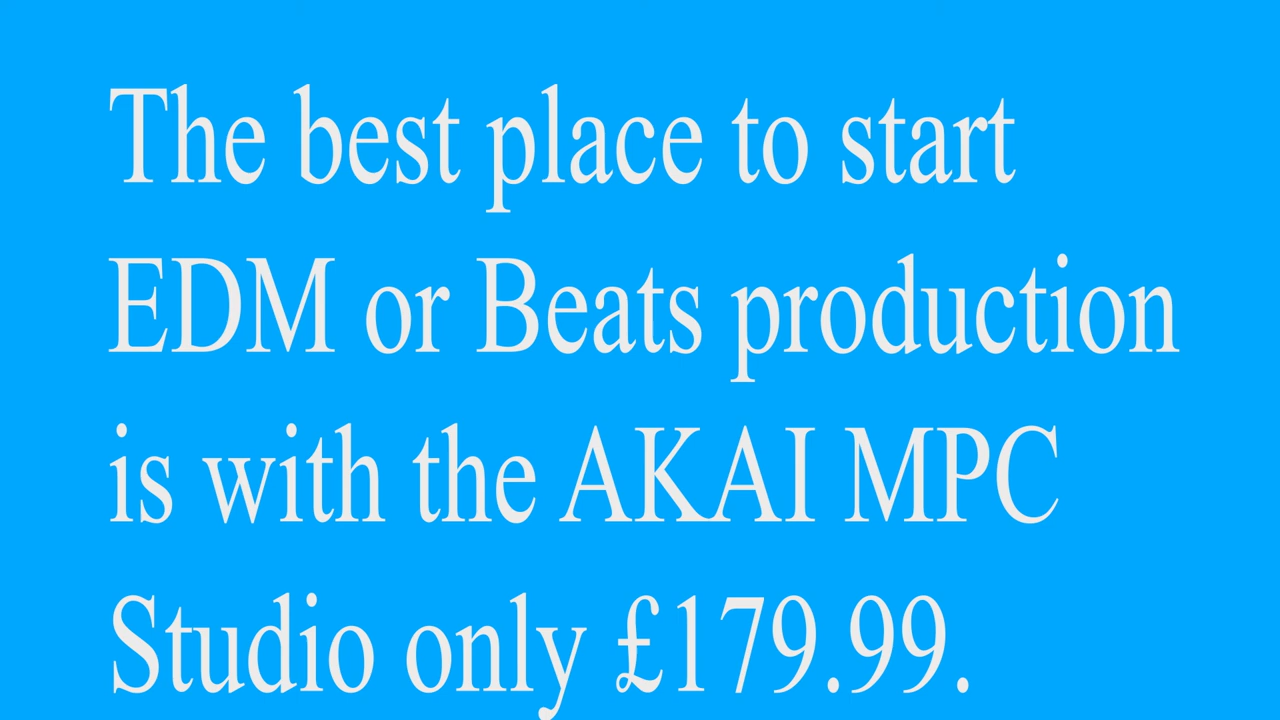 The best place to start
EDM or Beats production
is with the AKAI MPC
Studio only £179.99.